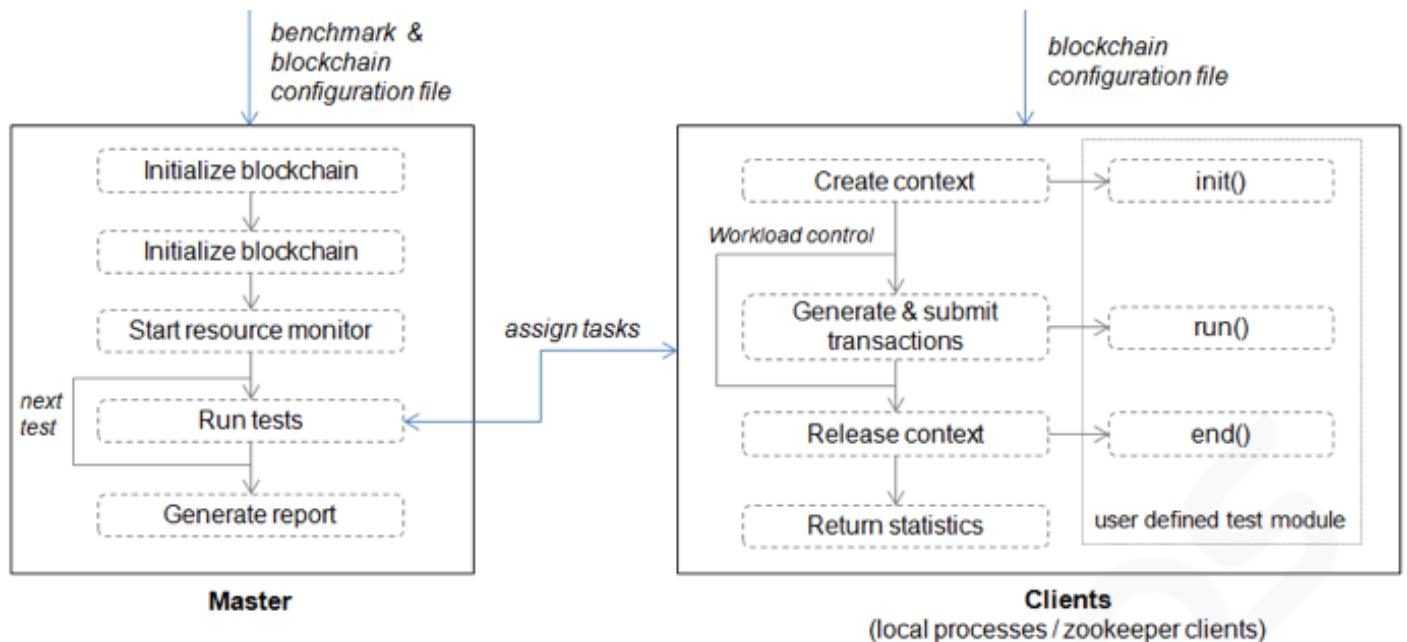 benchmark &
blockchain
configuration file
Initialize blockchain
Initialize blockchain
Start resource monitor
next
test
Run tests
Generate report
Master
assign tasks
blockchain
configuration file
Create context
init()
Workload control
Generate & submit
transactions
run()
Release context
end()
Return statistics
user defined test module
Clients
(local processes / zookeeper clients)